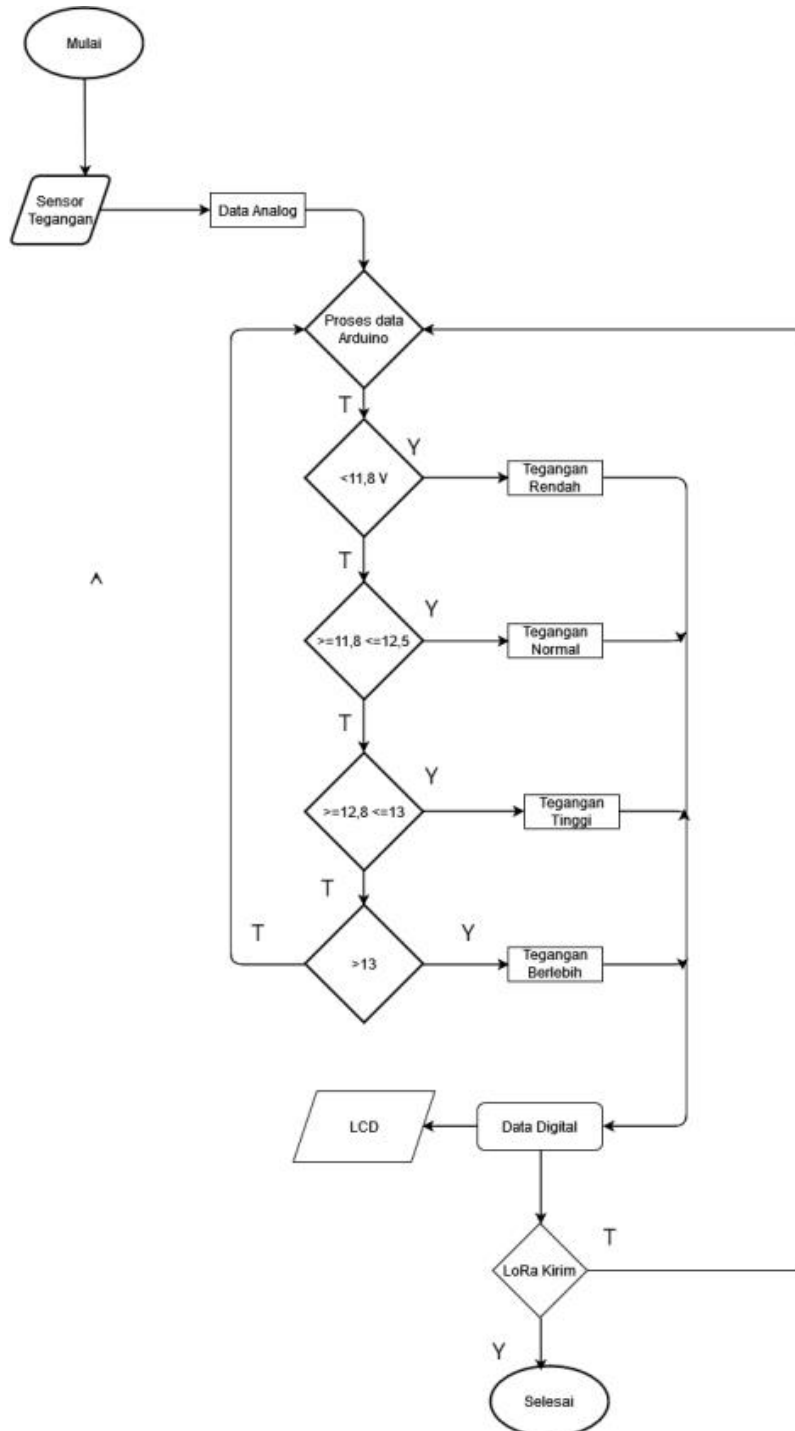 Mulai
Sensor
Tegangan
Data Analog
Proses data
Arduino
T
<11,8 V
Y
Tegangan
Rendah
T
>=11,8 <=12,5
Y
Tegangan
Normal
T
>=12,8 <=13
Y
Tegangan
Tinggi
T
T
>13
Y
Tegangan
Berlebih
LCD
Data Digital
LoRa Kirim
T
Y
Selesai